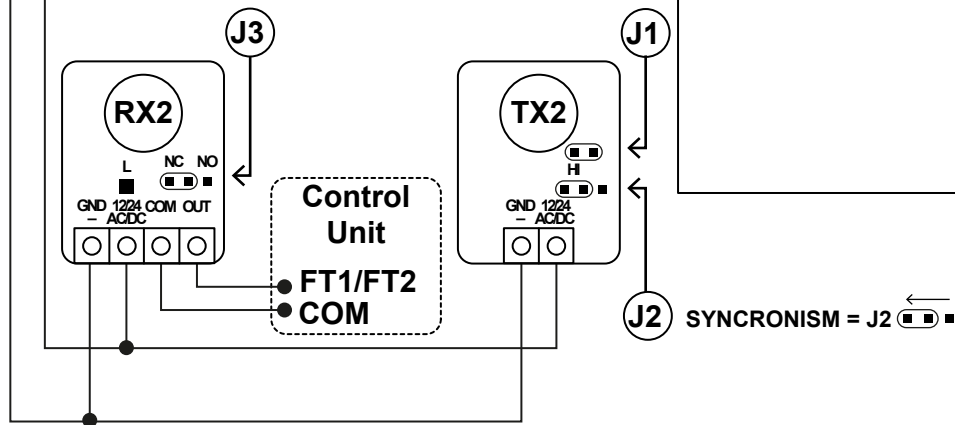 J3
J1
RX2
TX2
L
NC NO
HI
GND 12/24 COM OUT
– AC/DC
GND 12/24
– AC/DC
Control
Unit
FT1/FT2
COM
J2
SYNCRONISM = J2